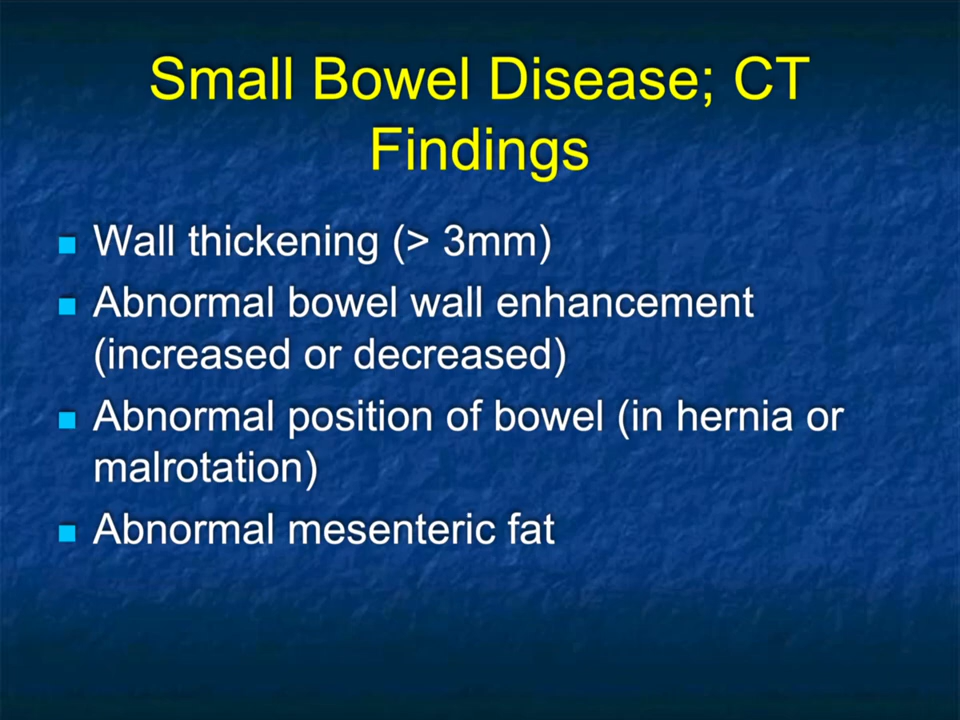 Small Bowel Disease; CT
Findings
Wall thickening (> 3mm)
Abnormal bowel wall enhancement
(increased or decreased)
Abnormal position of bowel (in hernia or
malrotation)
Abnormal mesenteric fat